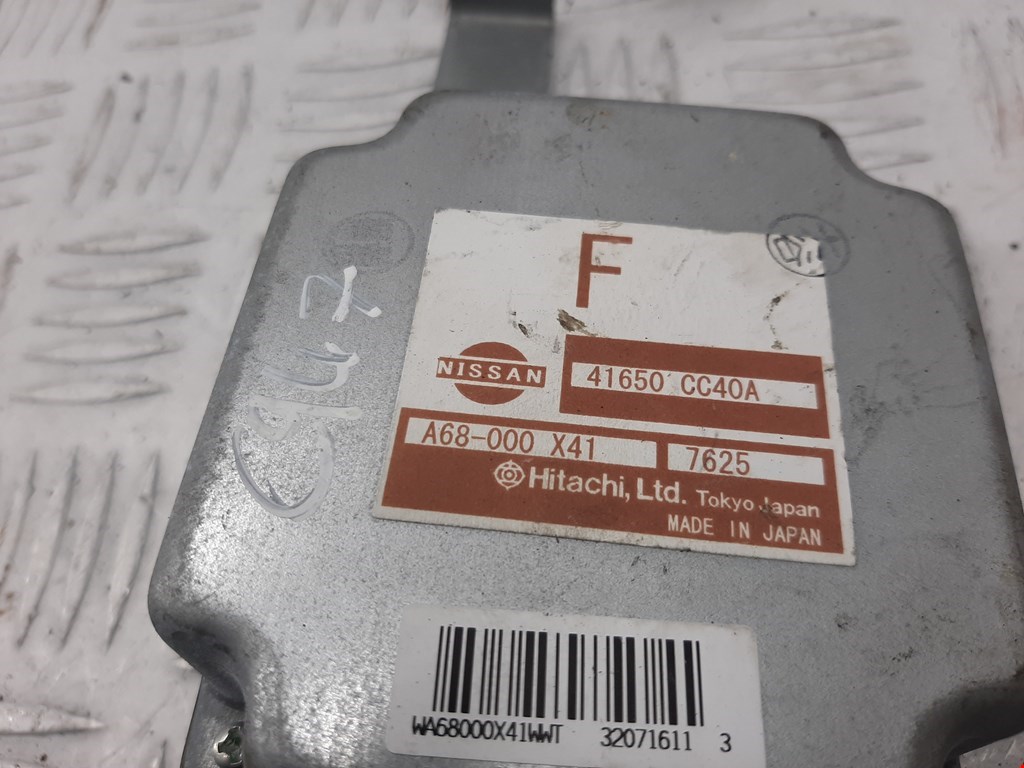 F
NISSAN
41650 CC40A
A68-000 X41
7625
Hitachi, Ltd. Tokyo Japan
MADE IN JAPAN
WA68000X41WWT 32071611 3